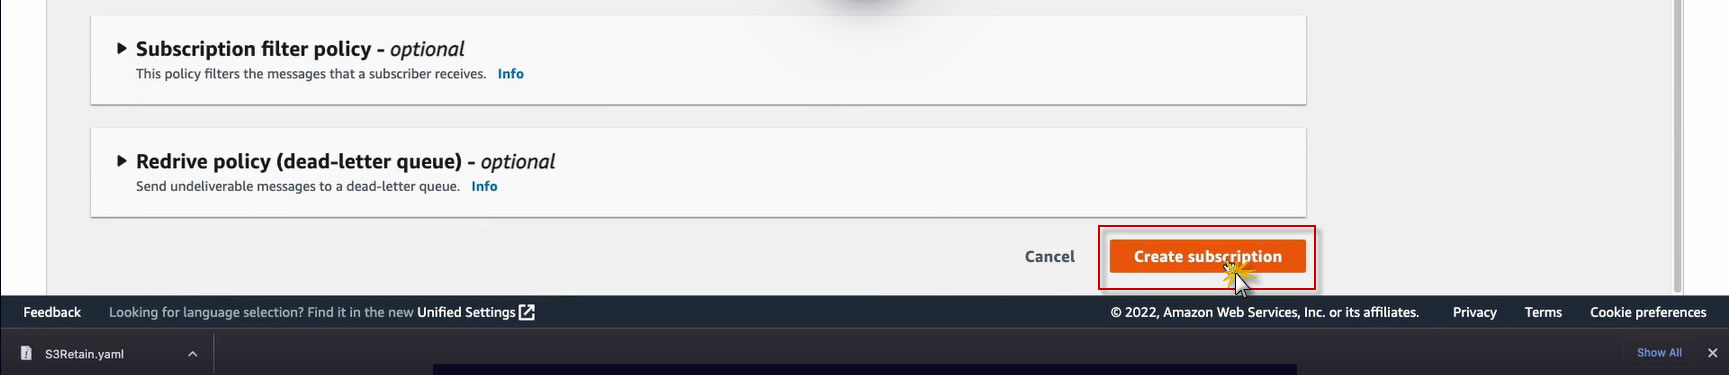 Subscription filter policy - optional
This policy filters the messages that a subscriber receives. Info
Redrive policy (dead-letter queue) - optional
Send undeliverable messages to a dead-letter queue. Info
Cancel Create subscription
Feedback Looking for language selection? Find it in the new Unified Settings © 2022, Amazon Web Services, Inc. or its affiliates. Privacy Terms Cookie preferences
S3Retain.yaml Show All